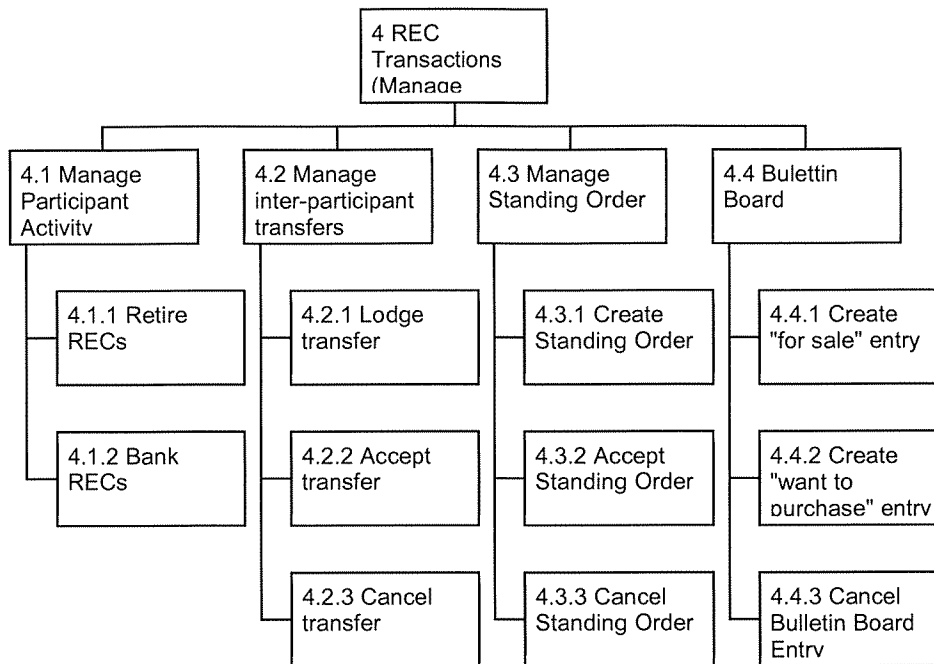 4 REC
Transactions
(Manage
4.1 Manage
Participant
Activity
4.2 Manage
inter-participant
transfers
4.3 Manage
Standing Order
4.4 Bulettin
Board
4.1.1 Retire
RECs
4.2.1 Lodge
transfer
4.3.1 Create
Standing Order
4.4.1 Create
"for sale" entry
4.1.2 Bank
RECs
4.2.2 Accept
transfer
4.3.2 Accept
Standing Order
4.4.2 Create
"want to
purchase" entry
4.2.3 Cancel
transfer
4.3.3 Cancel
Standing Order
4.4.3 Cancel
Bulletin Board
Entry